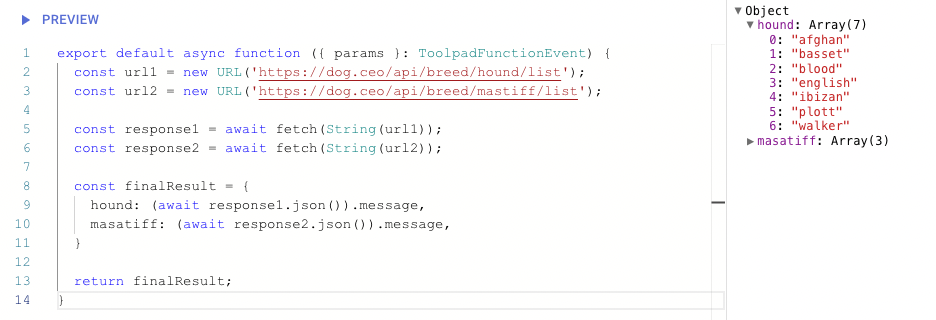 PREVIEW
1 export default async function ({ params }: ToolpadFunctionEvent) {
2 const url1 = new URL('https://dog.ceo/api/breed/hound/list');
3 const url2 = new URL('https://dog.ceo/api/breed/mastiff/list');
4
5 const response1 = await fetch(String(url1));
6 const response2 = await fetch(String(url2));
7
8 const finalResult = {
9 hound: (await response1.json()).message,
10 masatiff: (await response2.json()).message,
11 }
12
13 return finalResult;
14 }
Object
hound: Array(7)
0: "afghan"
1: "basset"
2: "blood"
3: "english"
4: "ibizan"
5: "plott"
6: "walker"
masatiff: Array(3)